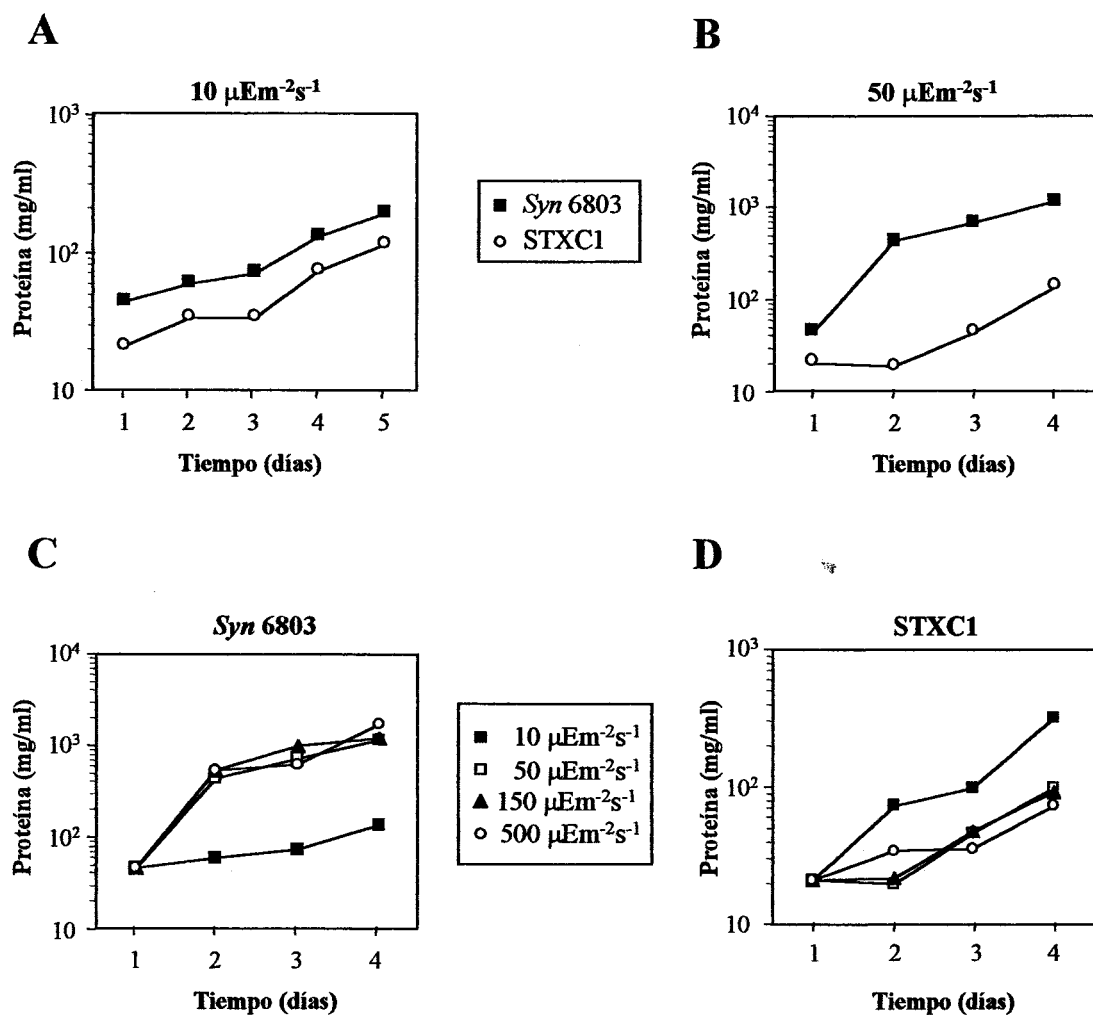 A
10 μEm⁻²s⁻¹
10³
10²
10
Proteína (mg/ml)
1 2 3 4 5
Tiempo (días)
Syn 6803
STXC1
B
50 μEm⁻²s⁻¹
10⁴
10³
10²
10
Proteína (mg/ml)
1 2 3 4
Tiempo (días)
C
Syn 6803
10⁴
10³
10²
10
Proteína (mg/ml)
1 2 3 4
Tiempo (días)
10 μEm⁻²s⁻¹
50 μEm⁻²s⁻¹
150 μEm⁻²s⁻¹
500 μEm⁻²s⁻¹
D
STXC1
10³
10²
10
Proteína (mg/ml)
1 2 3 4
Tiempo (días)